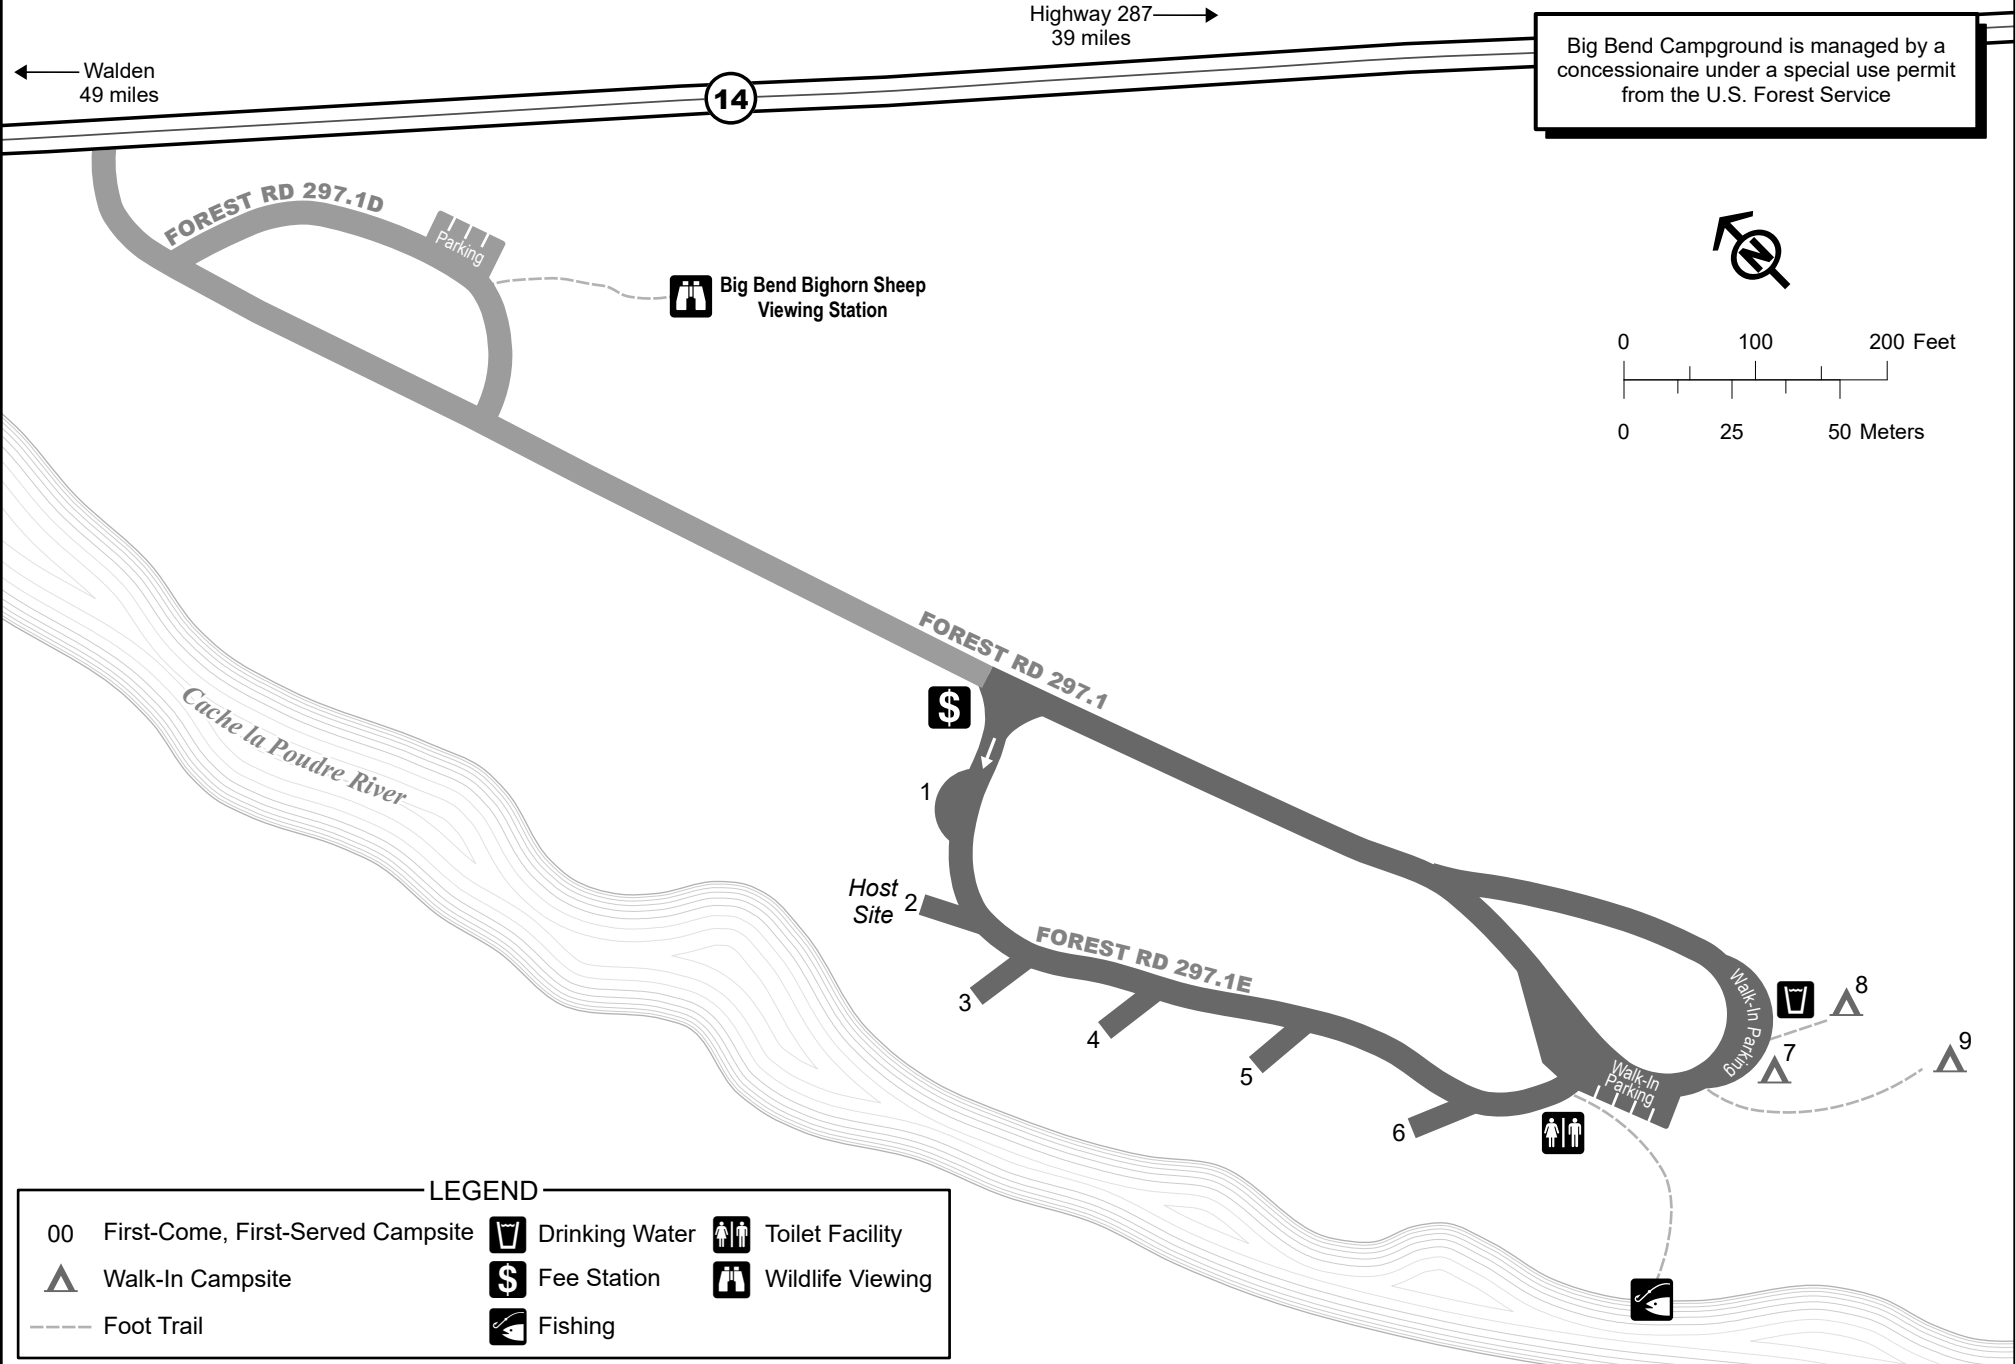 Highway 287
39 miles
Walden
49 miles
14
Big Bend Campground is managed by a
concessionaire under a special use permit
from the U.S. Forest Service
FOREST RD 297.1D
Parking
Big Bend Bighorn Sheep
Viewing Station
N
0 100 200 Feet
0 25 50 Meters
FOREST RD 297.1
$
Cache la Poudre River
1
Host
Site
2
FOREST RD 297.1E
3
4
5
6
Walk-In Parking
Walk-In
Parking
8
7
9
LEGEND
00 First-Come, First-Served Campsite
Walk-In Campsite
Foot Trail
Drinking Water
$ Fee Station
Fishing
Toilet Facility
Wildlife Viewing